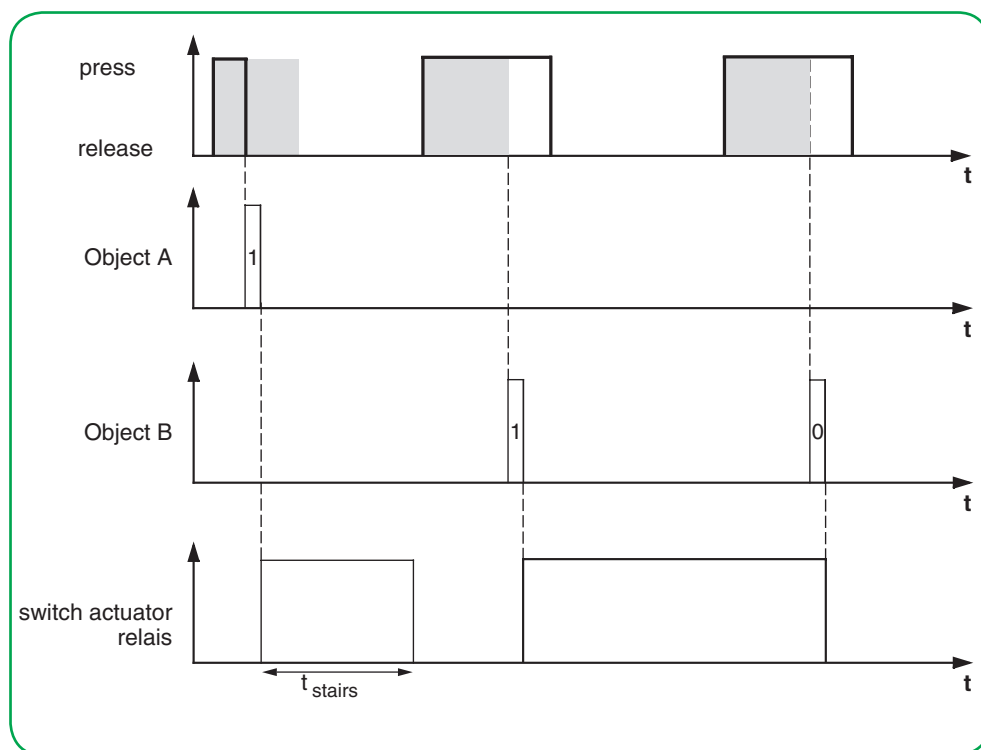 press
release
t
Object A
1
t
Object B
1
0
t
switch actuator
relais
t stairs
t